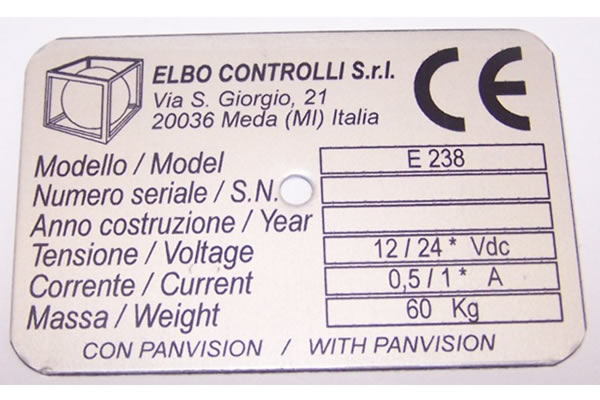 ELBO CONTROLLI S.r.l.
Via S. Giorgio, 21
20036 Meda (MI) Italia
CE
Modello / Model E 238
Numero seriale / S.N.
Anno costruzione / Year
Tensione / Voltage 12 / 24 * Vdc
Corrente / Current 0,5 / 1 * A
Massa / Weight 60 Kg
CON PANVISION / WITH PANVISION